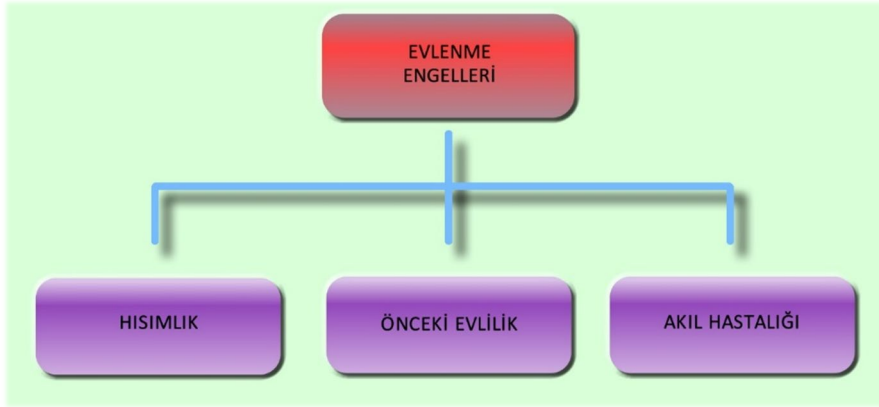 EVLENME
ENGELLERİ
HISIMLIK
ÖNCEKİ EVLİLİK
AKIL HASTALIĞI